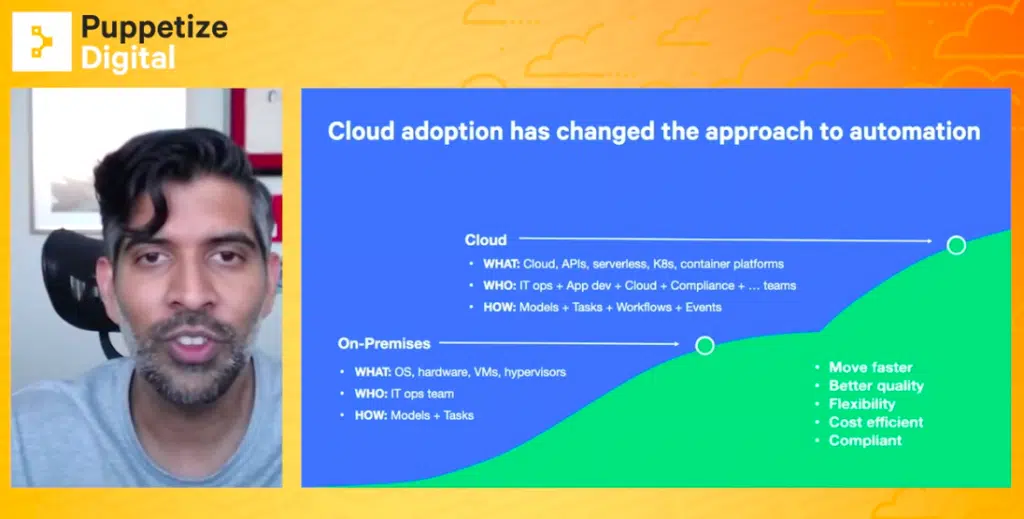 Puppetize
Digital
Cloud adoption has changed the approach to automation
Cloud
• WHAT: Cloud, APIs, serverless, K8s, container platforms
• WHO: IT ops + App dev + Cloud + Compliance + ... teams
• HOW: Models + Tasks + Workflows + Events
On-Premises
• WHAT: OS, hardware, VMs, hypervisors
• WHO: IT ops team
• HOW: Models + Tasks
• Move faster
• Better quality
• Flexibility
• Cost efficient
• Compliant